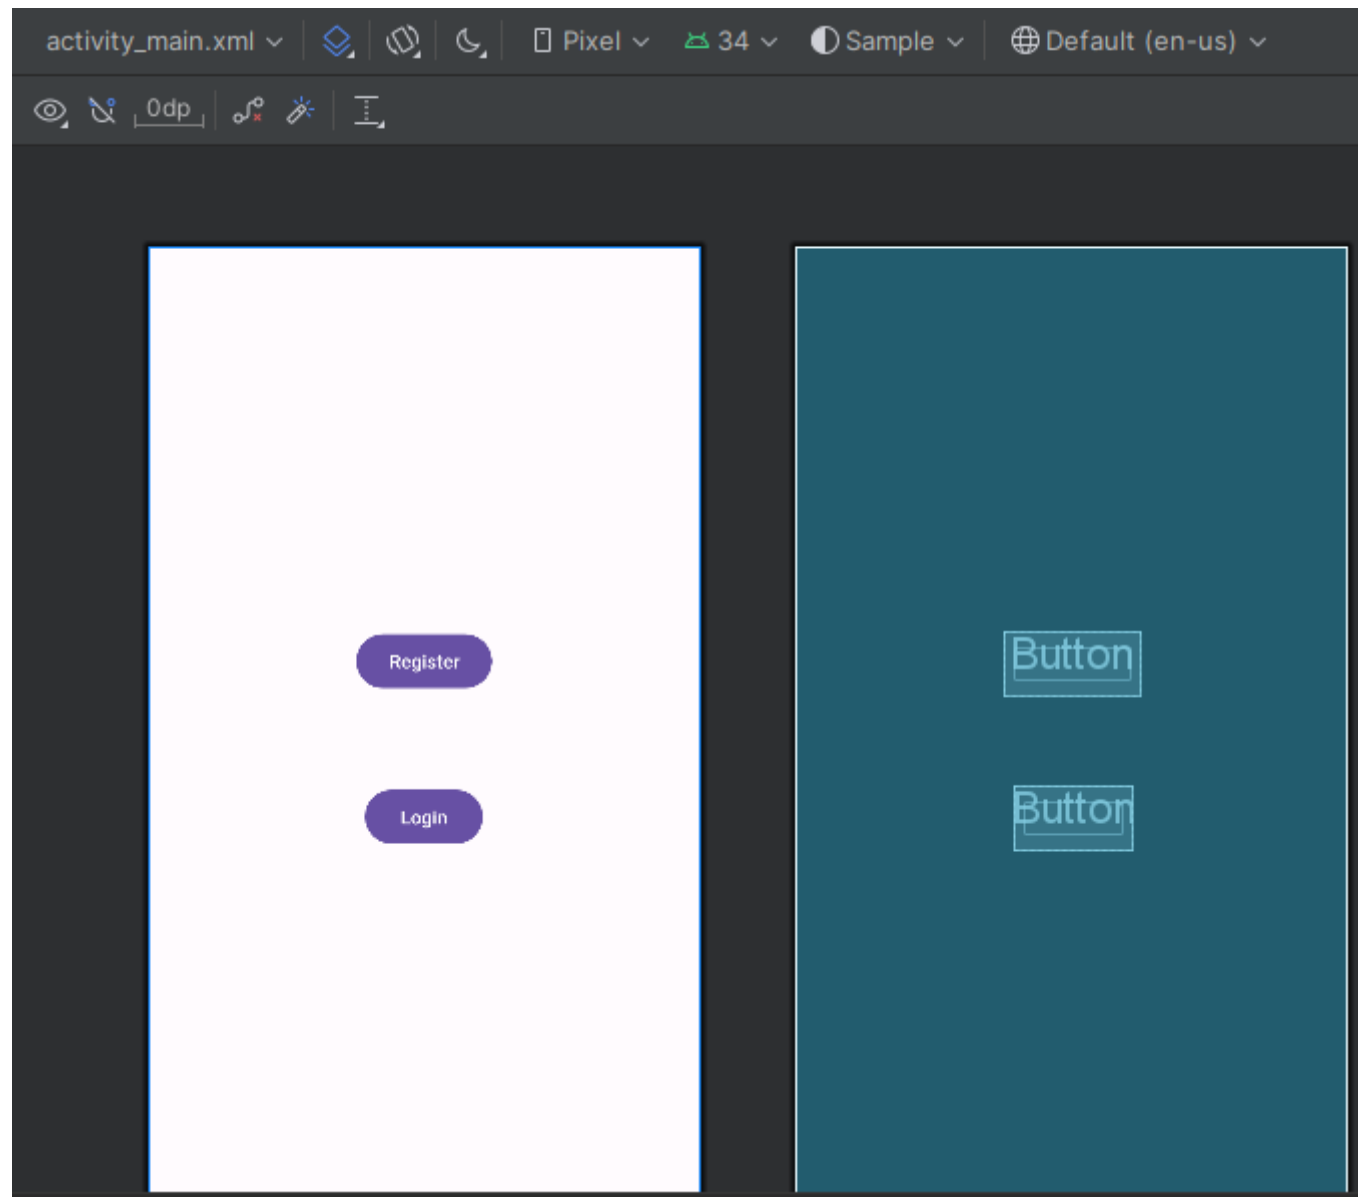 activity_main.xml Pixel 34 Sample Default (en-us)
0dp
Register
Button
Login
Button